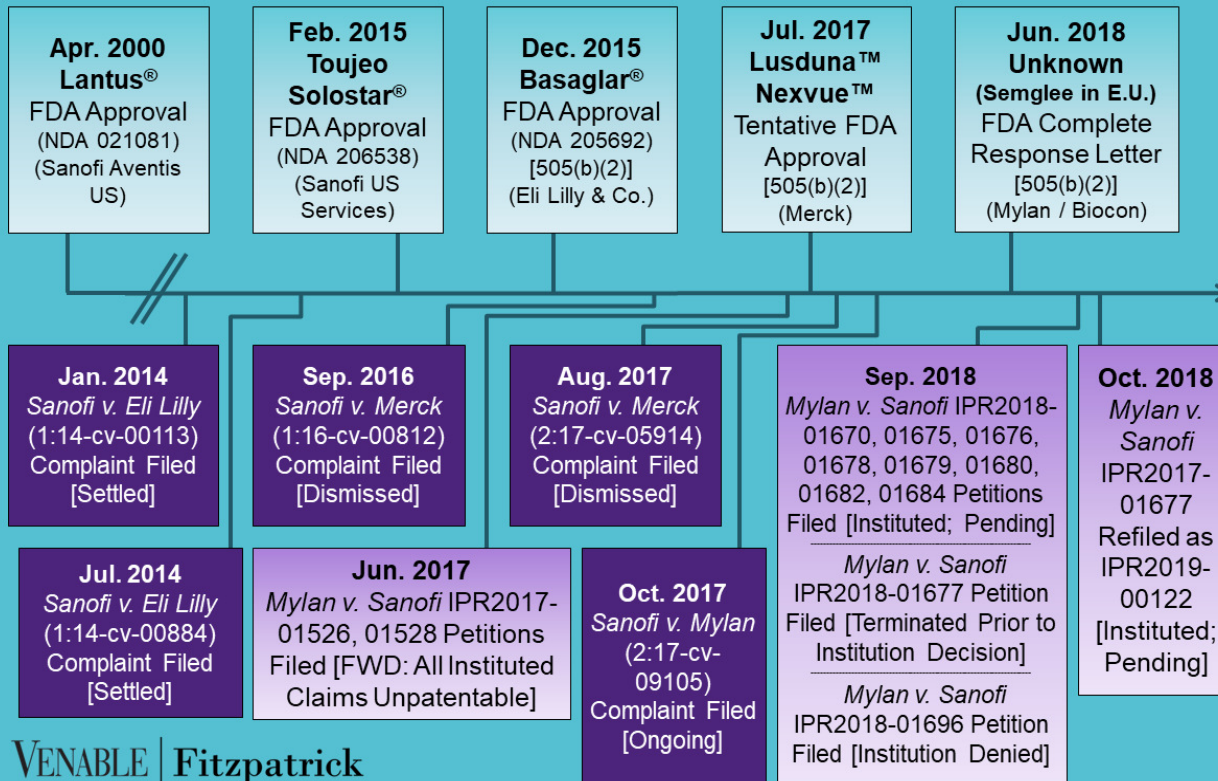 Apr. 2000
Lantus®
FDA Approval
(NDA 021081)
(Sanofi Aventis
US)
Feb. 2015
Toujeo
Solostar®
FDA Approval
(NDA 206538)
(Sanofi US
Services)
Dec. 2015
Basaglar®
FDA Approval
(NDA 205692)
[505(b)(2)]
(Eli Lilly & Co.)
Jul. 2017
Lusduna™
Nexvue™
Tentative FDA
Approval
[505(b)(2)]
(Merck)
Jun. 2018
Unknown
(Semglee in E.U.)
FDA Complete
Response Letter
[505(b)(2)]
(Mylan / Biocon)
Jan. 2014
Sanofi v. Eli Lilly
(1:14-cv-00113)
Complaint Filed
[Settled]
Sep. 2016
Sanofi v. Merck
(1:16-cv-00812)
Complaint Filed
[Dismissed]
Aug. 2017
Sanofi v. Merck
(2:17-cv-05914)
Complaint Filed
[Dismissed]
Sep. 2018
Mylan v. Sanofi IPR2018-
01670, 01675, 01676,
01678, 01679, 01680,
01682, 01684 Petitions
Filed [Instituted; Pending]
Mylan v. Sanofi
IPR2018-01677 Petition
Filed [Terminated Prior to
Institution Decision]
Mylan v. Sanofi
IPR2018-01696 Petition
Filed [Institution Denied]
Oct. 2018
Mylan v.
Sanofi
IPR2017-
01677
Refiled as
IPR2019-
00122
[Instituted;
Pending]
Jul. 2014
Sanofi v. Eli Lilly
(1:14-cv-00884)
Complaint Filed
[Settled]
Jun. 2017
Mylan v. Sanofi IPR2017-
01526, 01528 Petitions
Filed [FWD: All Instituted
Claims Unpatentable]
Oct. 2017
Sanofi v. Mylan
(2:17-cv-
09105)
Complaint Filed
[Ongoing]
VENABLE | Fitzpatrick